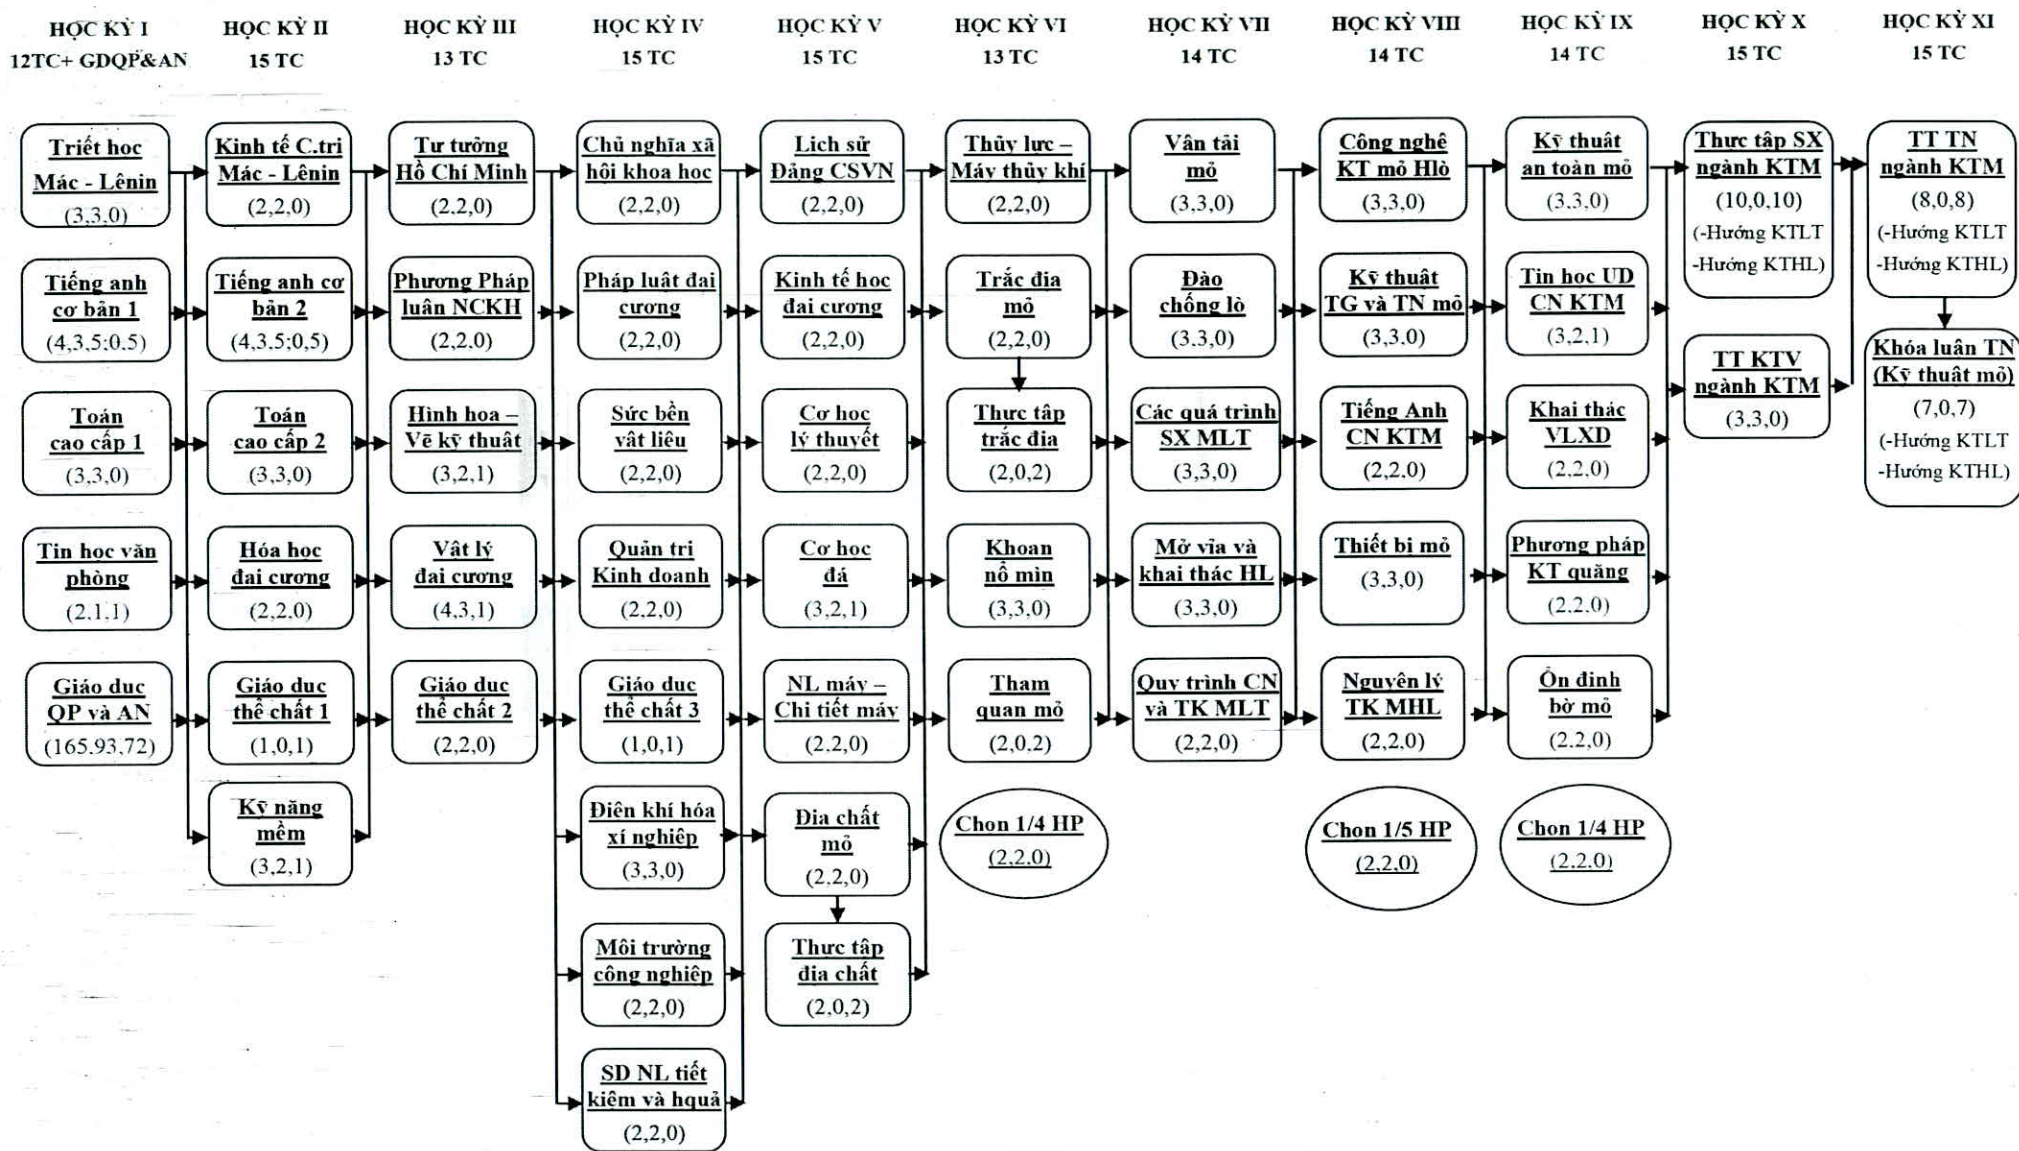 HỌC KỲ I
12TC+ GDQP&AN
HỌC KỲ II
15 TC
HỌC KỲ III
13 TC
HỌC KỲ IV
15 TC
HỌC KỲ V
15 TC
HỌC KỲ VI
13 TC
HỌC KỲ VII
14 TC
HỌC KỲ VIII
14 TC
HỌC KỲ IX
14 TC
HỌC KỲ X
15 TC
HỌC KỲ XI
15 TC
Triết học
Mác - Lênin
(3,3,0)
Tiếng anh
cơ bản 1
(4,3.5;0.5)
Toán
cao cấp 1
(3,3,0)
Tin học văn
phòng
(2,1,1)
Giáo dục
QP và AN
(165.93,72)
Kinh tế C.trị
Mác - Lênin
(2,2,0)
Tiếng anh cơ
bản 2
(4,3.5;0,5)
Toán
cao cấp 2
(3,3,0)
Hóa học
đại cương
(2,2,0)
Giáo dục
thể chất 1
(1,0,1)
Kỹ năng
mềm
(3,2,1)
Tư tưởng
Hồ Chí Minh
(2,2,0)
Phương Pháp
luận NCKH
(2,2.0)
Hình họa –
Vẽ kỹ thuật
(3,2,1)
Vật lý
đại cương
(4,3,1)
Giáo dục
thể chất 2
(2,2,0)
Chủ nghĩa xã
hội khoa học
(2,2,0)
Pháp luật đại
cương
(2,2,0)
Sức bền
vật liệu
(2,2,0)
Quản trị
Kinh doanh
(2,2,0)
Giáo dục
thể chất 3
(1,0,1)
Điện khí hóa
xí nghiệp
(3,3,0)
Môi trường
công nghiệp
(2,2,0)
SD NL tiết
kiệm và hquả
(2,2,0)
Lịch sử
Đảng CSVN
(2,2,0)
Kinh tế học
đại cương
(2,2,0)
Cơ học
lý thuyết
(2,2,0)
Cơ học
đá
(3,2,1)
NL máy –
Chi tiết máy
(2.2,0)
Địa chất
mỏ
(2,2,0)
Thực tập
địa chất
(2,0,2)
Thủy lực –
Máy thủy khí
(2,2,0)
Trắc địa
mỏ
(2,2,0)
Thực tập
trắc địa
(2,0,2)
Khoan
nổ mìn
(3,3,0)
Tham
quan mỏ
(2,0,2)
Chọn 1/4 HP
(2,2,0)
Vận tải
mỏ
(3,3,0)
Đào
chống lò
(3.3,0)
Các quá trình
SX MLT
(3,3,0)
Mở vỉa và
khai thác HL
(3,3,0)
Quy trình CN
và TK MLT
(2,2,0)
Công nghệ
KT mỏ Hlò
(3,3,0)
Kỹ thuật
TG và TN mỏ
(3,3.0)
Tiếng Anh
CN KTM
(2,2,0)
Thiết bị mỏ
(3.3,0)
Nguyên lý
TK MHL
(2,2,0)
Chọn 1/5 HP
(2,2,0)
Kỹ thuật
an toàn mỏ
(3.3,0)
Tin học UD
CN KTM
(3,2,1)
Khai thác
VLXD
(2,2,0)
Phương pháp
KT quặng
(2.2.0)
Ổn định
bờ mỏ
(2.2,0)
Chọn 1/4 HP
(2.2.0)
Thực tập SX
ngành KTM
(10,0,10)
(-Hướng KTLT
-Hướng KTHL)
TT KTV
ngành KTM
(3.3,0)
TT TN
ngành KTM
(8,0,8)
(-Hướng KTLT
-Hướng KTHL)
Khóa luận TN
(Kỹ thuật mỏ)
(7,0,7)
(-Hướng KTLT
-Hướng KTHL)